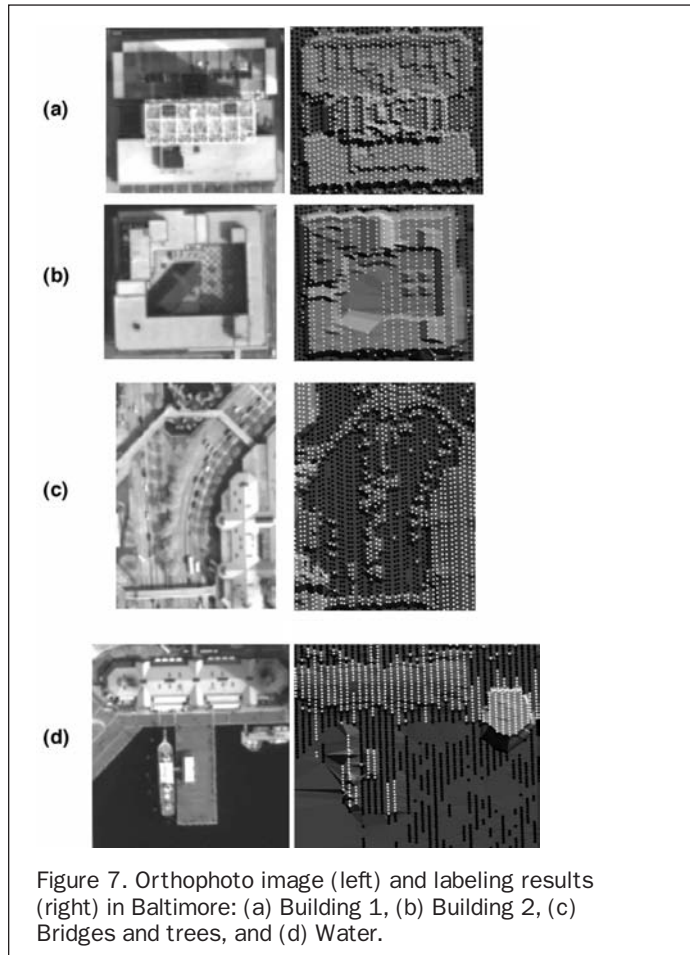 (a)
(b)
(c)
(d)
Figure 7. Orthophoto image (left) and labeling results
(right) in Baltimore: (a) Building 1, (b) Building 2, (c)
Bridges and trees, and (d) Water.